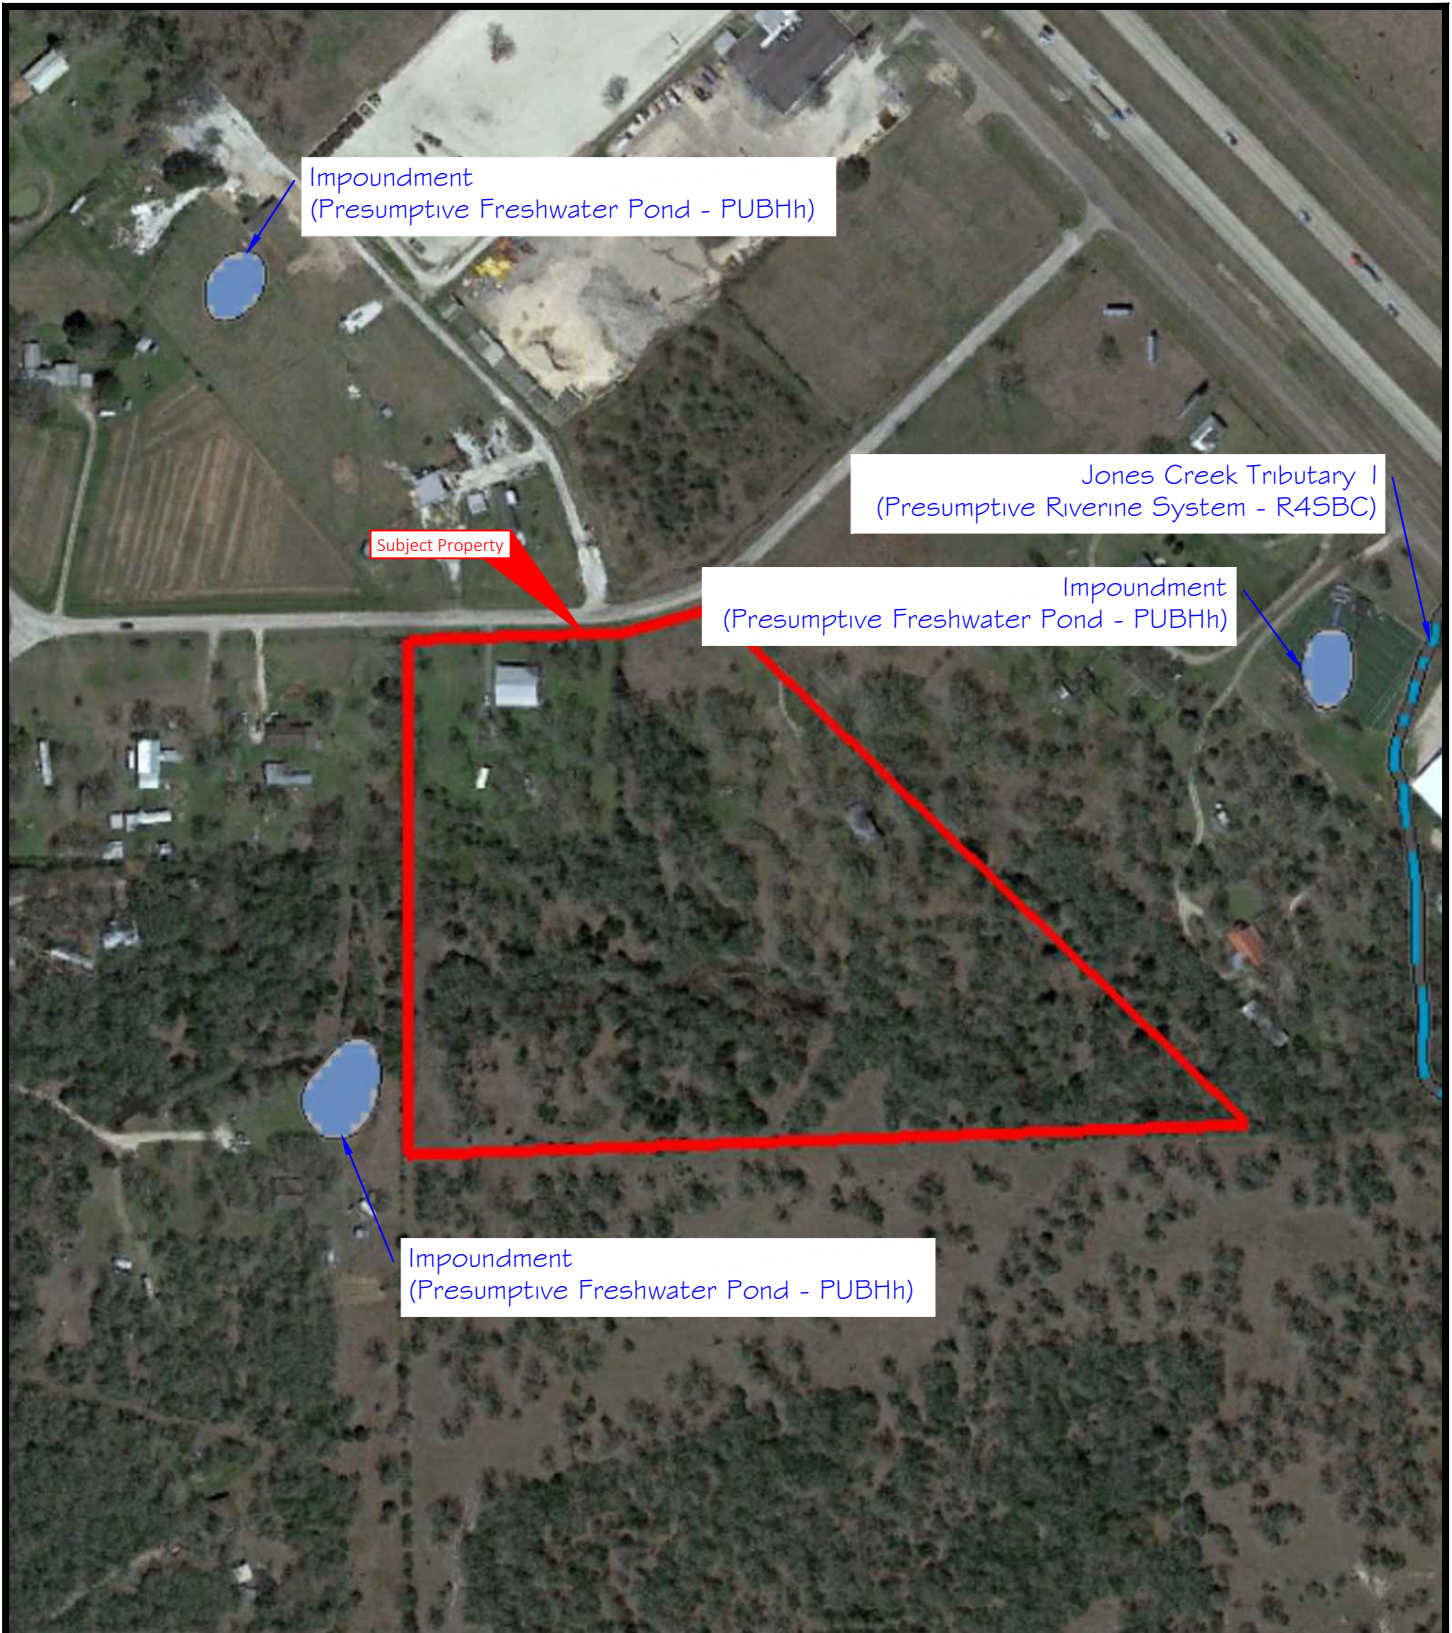 Impoundment
(Presumptive Freshwater Pond - PUBHh)
Jones Creek Tributary 1
(Presumptive Riverine System - R4SBC)
Subject Property
Impoundment
(Presumptive Freshwater Pond - PUBHh)
Impoundment
(Presumptive Freshwater Pond - PUBHh)